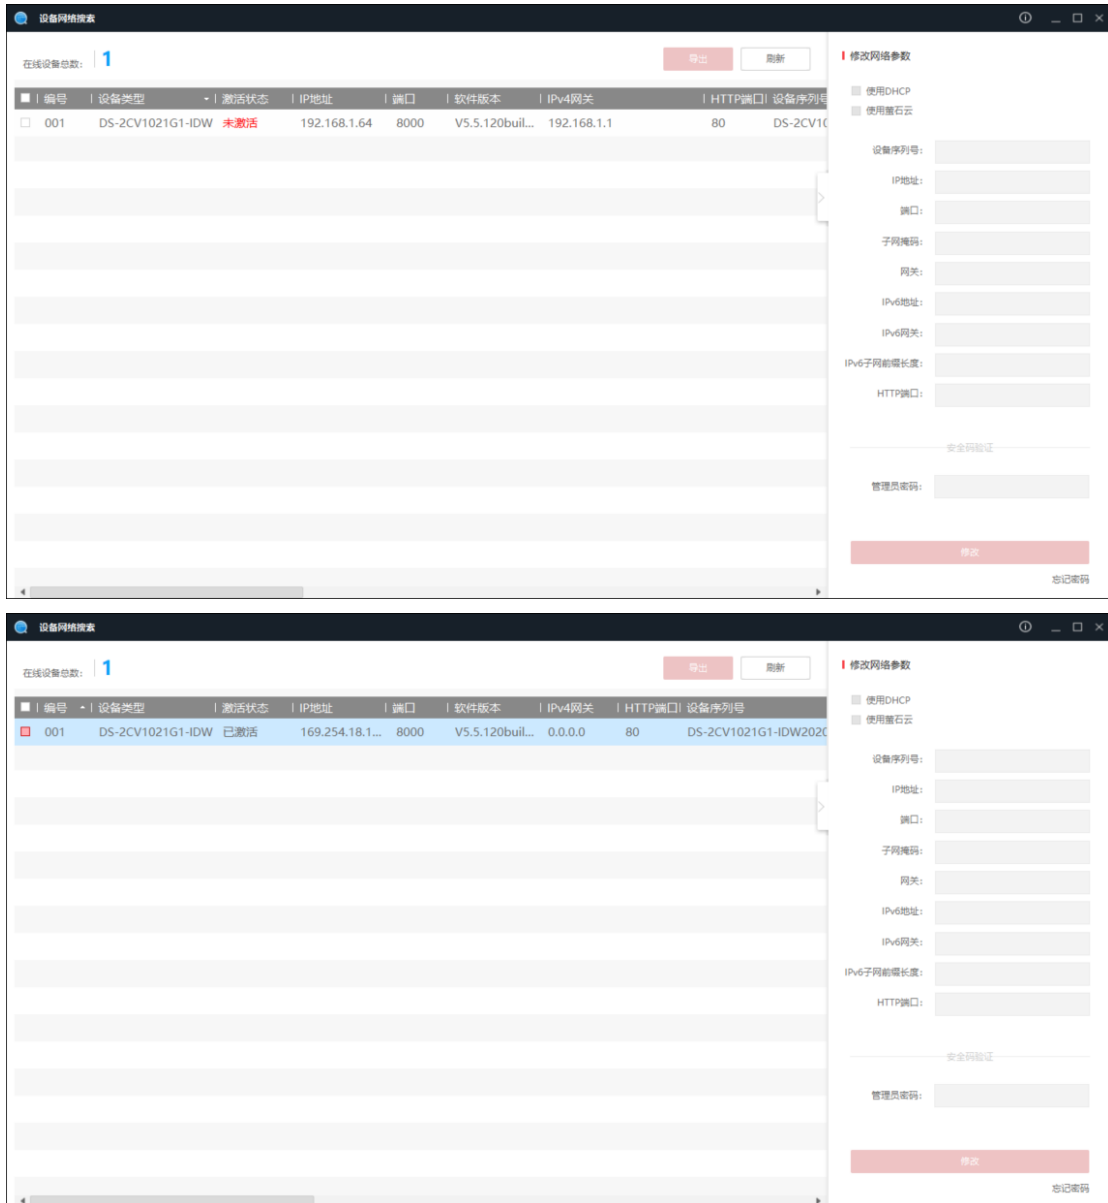 设备网络搜索
在线设备总数: 1 导出 刷新
编号 设备类型 激活状态 IP地址 端口 软件版本 IPv4网关 HTTP端口 设备序列号
001 DS-2CV1021G1-IDW 未激活 192.168.1.64 8000 V5.5.120buil... 192.168.1.1 80 DS-2CV10
修改网络参数
使用DHCP
使用萤石云
设备序列号:
IP地址:
端口:
子网掩码:
网关:
IPv6地址:
IPv6网关:
IPv6子网前缀长度:
HTTP端口:
安全码验证
管理员密码:
修改
忘记密码
设备网络搜索
在线设备总数: 1 导出 刷新
编号 设备类型 激活状态 IP地址 端口 软件版本 IPv4网关 HTTP端口 设备序列号
001 DS-2CV1021G1-IDW 已激活 169.254.18.1... 8000 V5.5.120buil... 0.0.0.0 80 DS-2CV1021G1-IDW2020
修改网络参数
使用DHCP
使用萤石云
设备序列号:
IP地址:
端口:
子网掩码:
网关:
IPv6地址:
IPv6网关:
IPv6子网前缀长度:
HTTP端口:
安全码验证
管理员密码:
修改
忘记密码